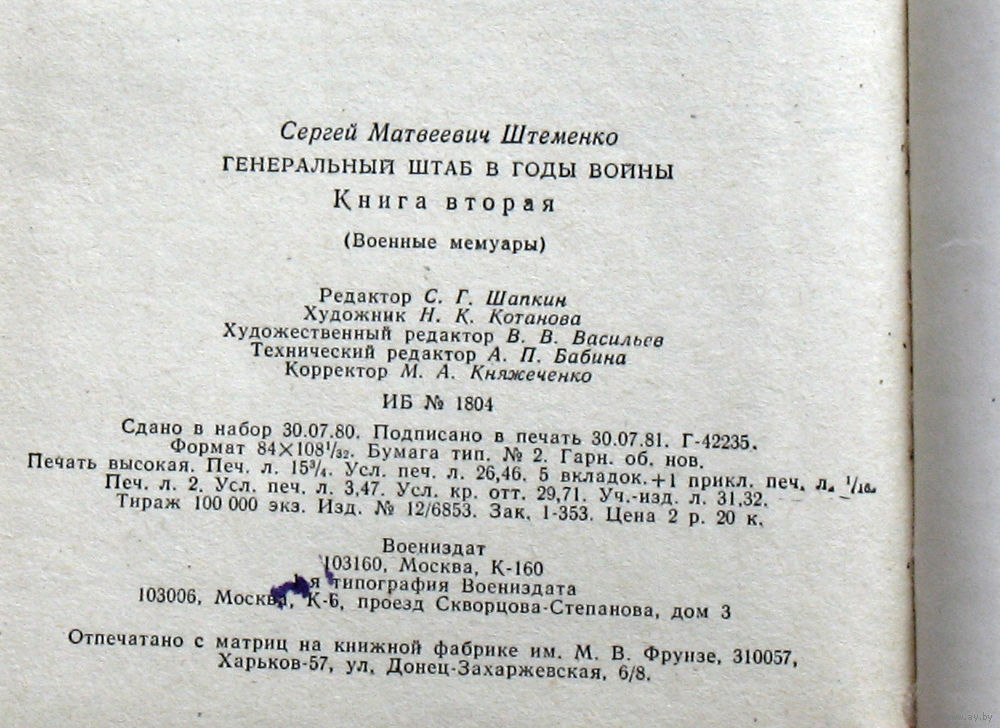 Сергей Матвеевич Штеменко
ГЕНЕРАЛЬНЫЙ ШТАБ В ГОДЫ ВОЙНЫ
Книга вторая
(Военные мемуары)
Редактор С. Г. Шапкин
Художник Н. К. Котанова
Художественный редактор В. В. Васильев
Технический редактор А. П. Бабина
Корректор М. А. Княжеченко
ИБ № 1804
Сдано в набор 30.07.80. Подписано в печать 30.07.81. Г-42235.
Формат 84×108¹/₃₂. Бумага тип. № 2. Гарн. об. нов.
Печать высокая. Печ. л. 15³/₄. Усл. печ. л. 26,46. 5 вкладок.+1 прикл. печ. л. ¹/₁₆.
Печ. л. 2. Усл. печ. л. 3,47. Усл. кр. отт. 29,71. Уч.-изд. л. 31,32.
Тираж 100 000 экз. Изд. № 12/6853. Зак. 1-353. Цена 2 р. 20 к.
Воениздат
103160, Москва, К-160
1-я типография Воениздата
103006, Москва, К-6, проезд Скворцова-Степанова, дом 3
Отпечатано с матриц на книжной фабрике им. М. В. Фрунзе, 310057,
Харьков-57, ул. Донец-Захаржевская, 6/8.
www.ay.by